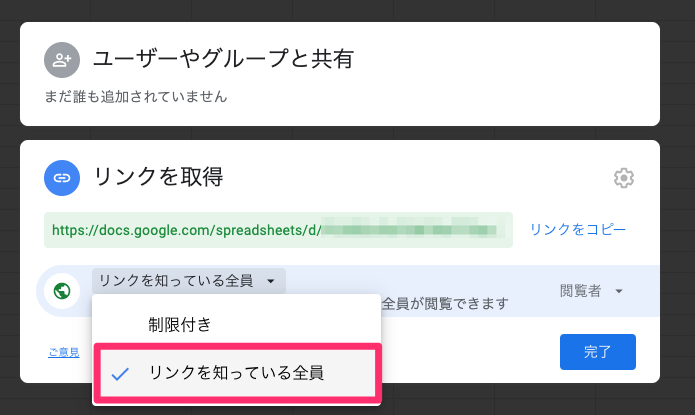 ユーザーやグループと共有
まだ誰も追加されていません
リンクを取得
https://docs.google.com/spreadsheets/d/
リンクをコピー
リンクを知っている全員
全員が閲覧できます
閲覧者
制限付き
リンクを知っている全員
ご意見
完了